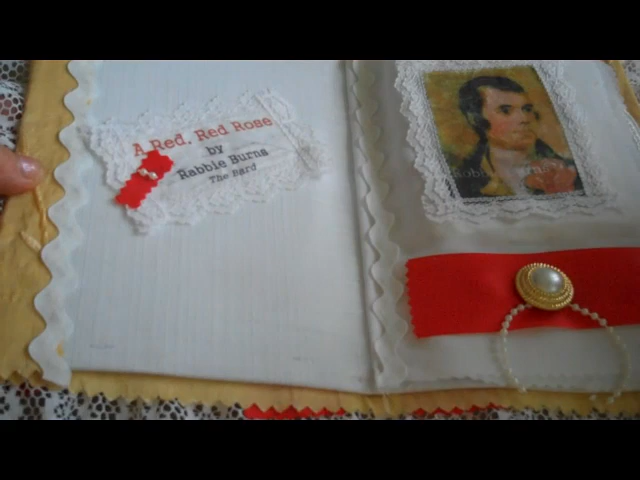 A Red, Red Rose
by
Rabbie Burns
The Bard